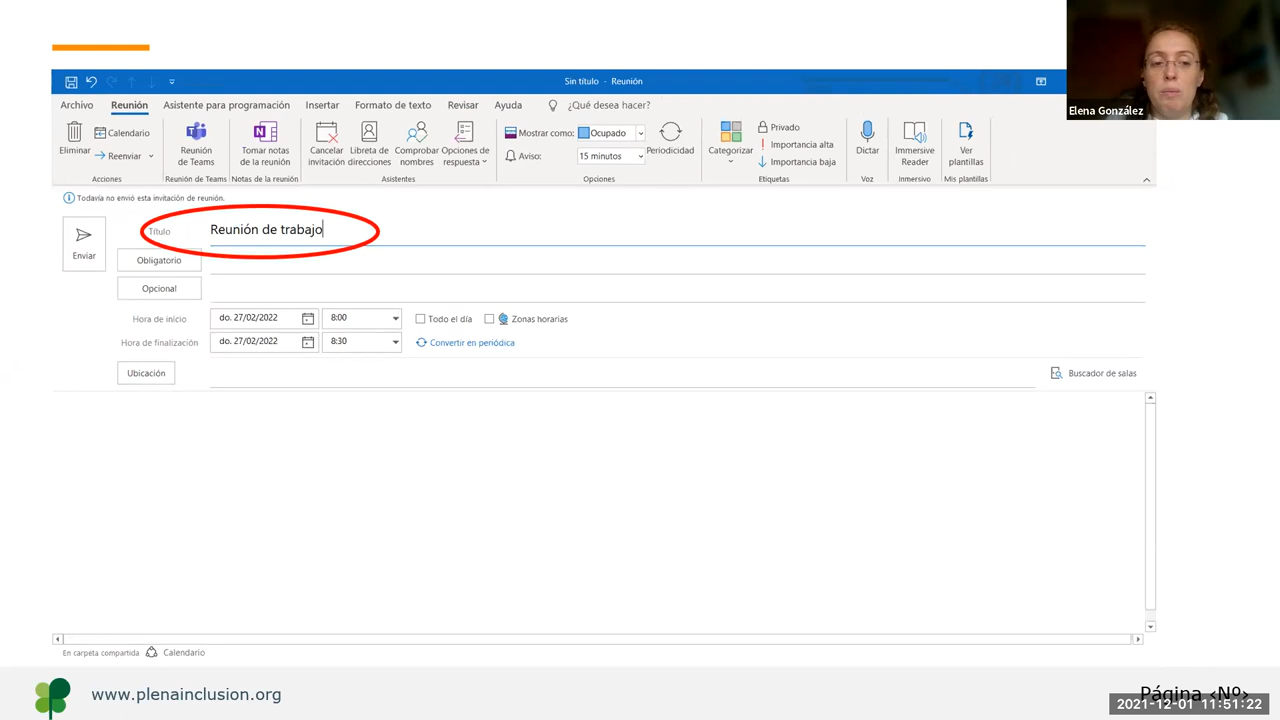 Sin título - Reunión
Elena González
Archivo Reunión Asistente para programación Insertar Formato de texto Revisar Ayuda ¿Qué desea hacer?
Eliminar
Calendario
Reenviar
Acciones
Reunión
de Teams
Reunión de Teams
Tomar notas
de la reunión
Notas de la reunión
Cancelar
invitación
Libreta de
direcciones
Comprobar
nombres
Opciones de
respuesta
Asistentes
Mostrar como: Ocupado
Aviso: 15 minutos
Periodicidad
Opciones
Categorizar
Privado
Importancia alta
Importancia baja
Etiquetas
Dictar
Voz
Immersive
Reader
Inmersivo
Ver
plantillas
Mis plantillas
Todavía no envió esta invitación de reunión.
Enviar
Título Reunión de trabajo
Obligatorio
Opcional
Hora de inicio do. 27/02/2022 8:00 Todo el día Zonas horarias
Hora de finalización do. 27/02/2022 8:30 Convertir en periódica
Ubicación Buscador de salas
En carpeta compartida Calendario
www.plenainclusion.org
Página ‹Nº›
2021-12-01 11:51:22